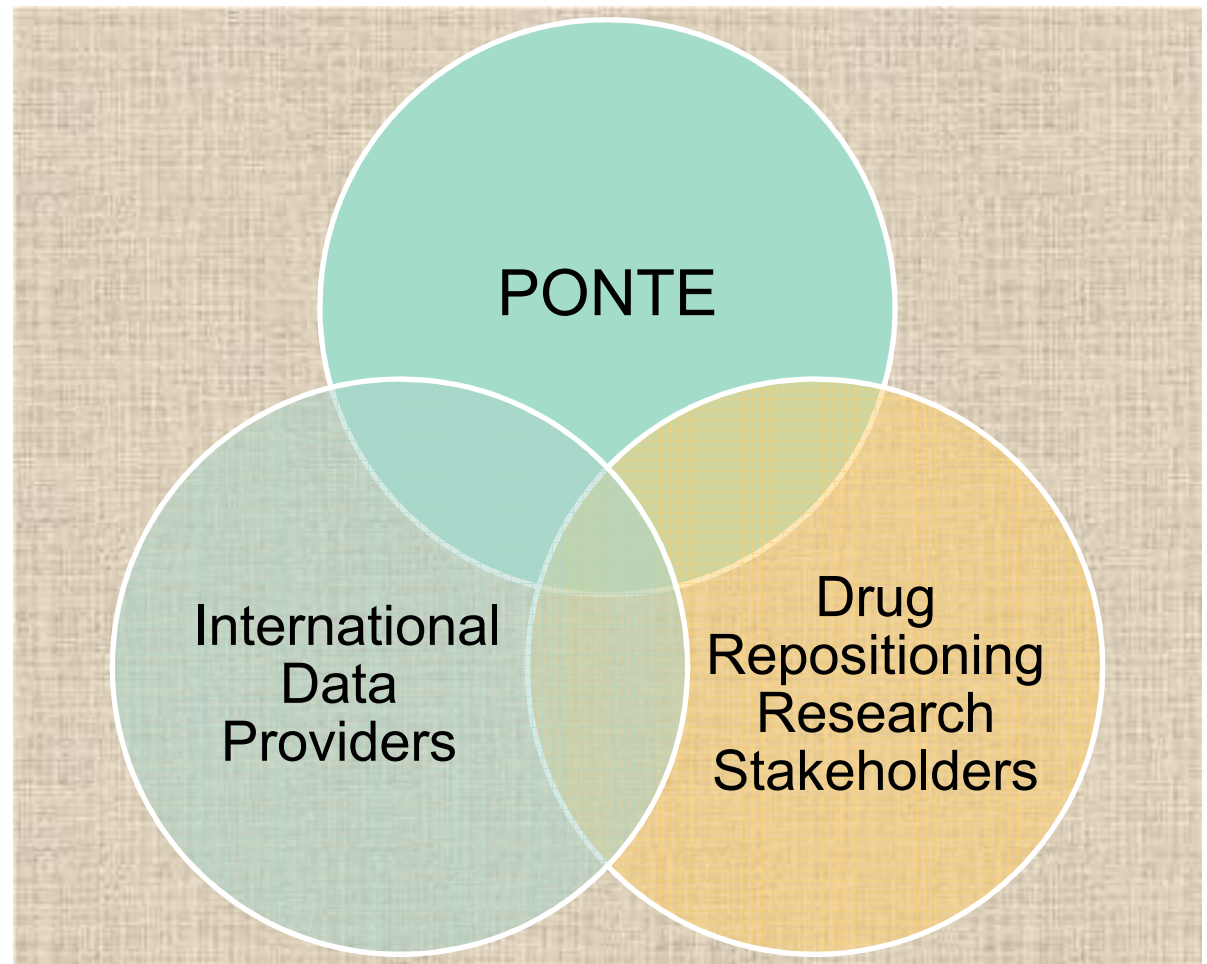 PONTE
International
Data
Providers
Drug
Repositioning
Research
Stakeholders